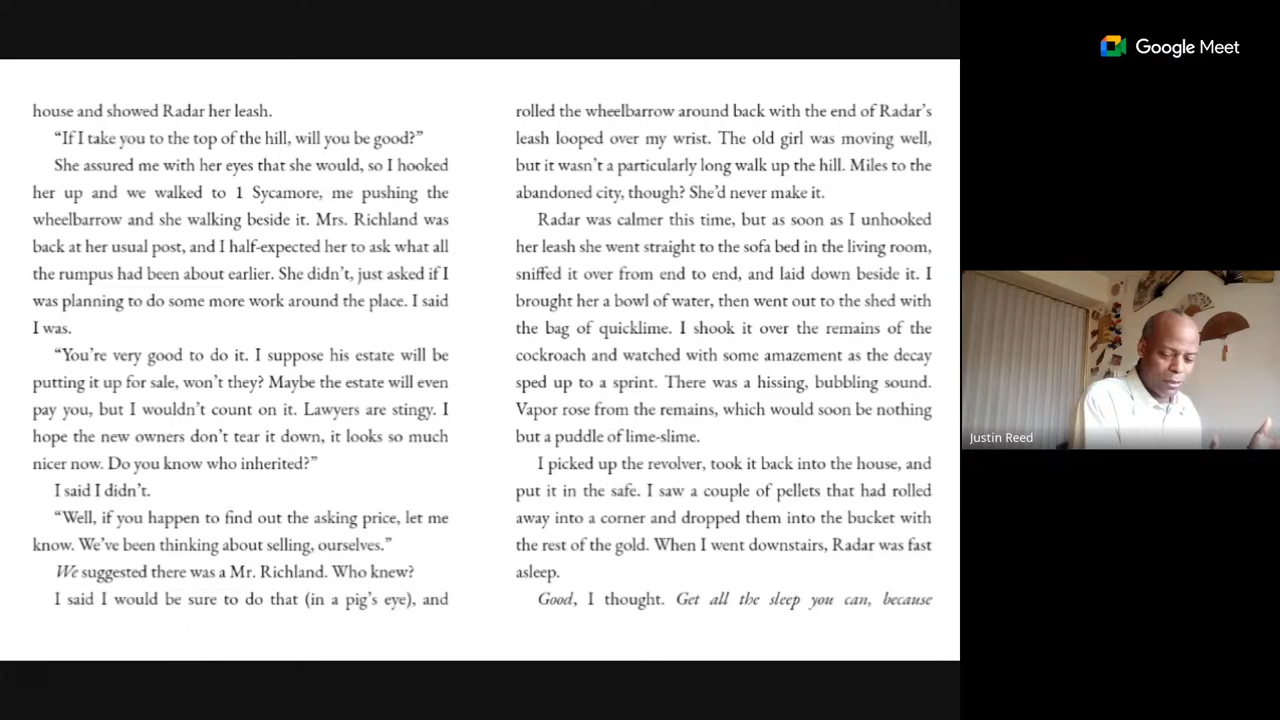 house and showed Radar her leash.
“If I take you to the top of the hill, will you be good?”
She assured me with her eyes that she would, so I hooked
her up and we walked to 1 Sycamore, me pushing the
wheelbarrow and she walking beside it. Mrs. Richland was
back at her usual post, and I half-expected her to ask what all
the rumpus had been about earlier. She didn’t, just asked if I
was planning to do some more work around the place. I said
I was.
“You’re very good to do it. I suppose his estate will be
putting it up for sale, won’t they? Maybe the estate will even
pay you, but I wouldn’t count on it. Lawyers are stingy. I
hope the new owners don’t tear it down, it looks so much
nicer now. Do you know who inherited?”
I said I didn’t.
“Well, if you happen to find out the asking price, let me
know. We’ve been thinking about selling, ourselves.”
We suggested there was a Mr. Richland. Who knew?
I said I would be sure to do that (in a pig’s eye), and
rolled the wheelbarrow around back with the end of Radar’s
leash looped over my wrist. The old girl was moving well,
but it wasn’t a particularly long walk up the hill. Miles to the
abandoned city, though? She’d never make it.
Radar was calmer this time, but as soon as I unhooked
her leash she went straight to the sofa bed in the living room,
sniffed it over from end to end, and laid down beside it. I
brought her a bowl of water, then went out to the shed with
the bag of quicklime. I shook it over the remains of the
cockroach and watched with some amazement as the decay
sped up to a sprint. There was a hissing, bubbling sound.
Vapor rose from the remains, which would soon be nothing
but a puddle of lime-slime.
I picked up the revolver, took it back into the house, and
put it in the safe. I saw a couple of pellets that had rolled
away into a corner and dropped them into the bucket with
the rest of the gold. When I went downstairs, Radar was fast
asleep.
Good, I thought. Get all the sleep you can, because
Google Meet
Justin Reed